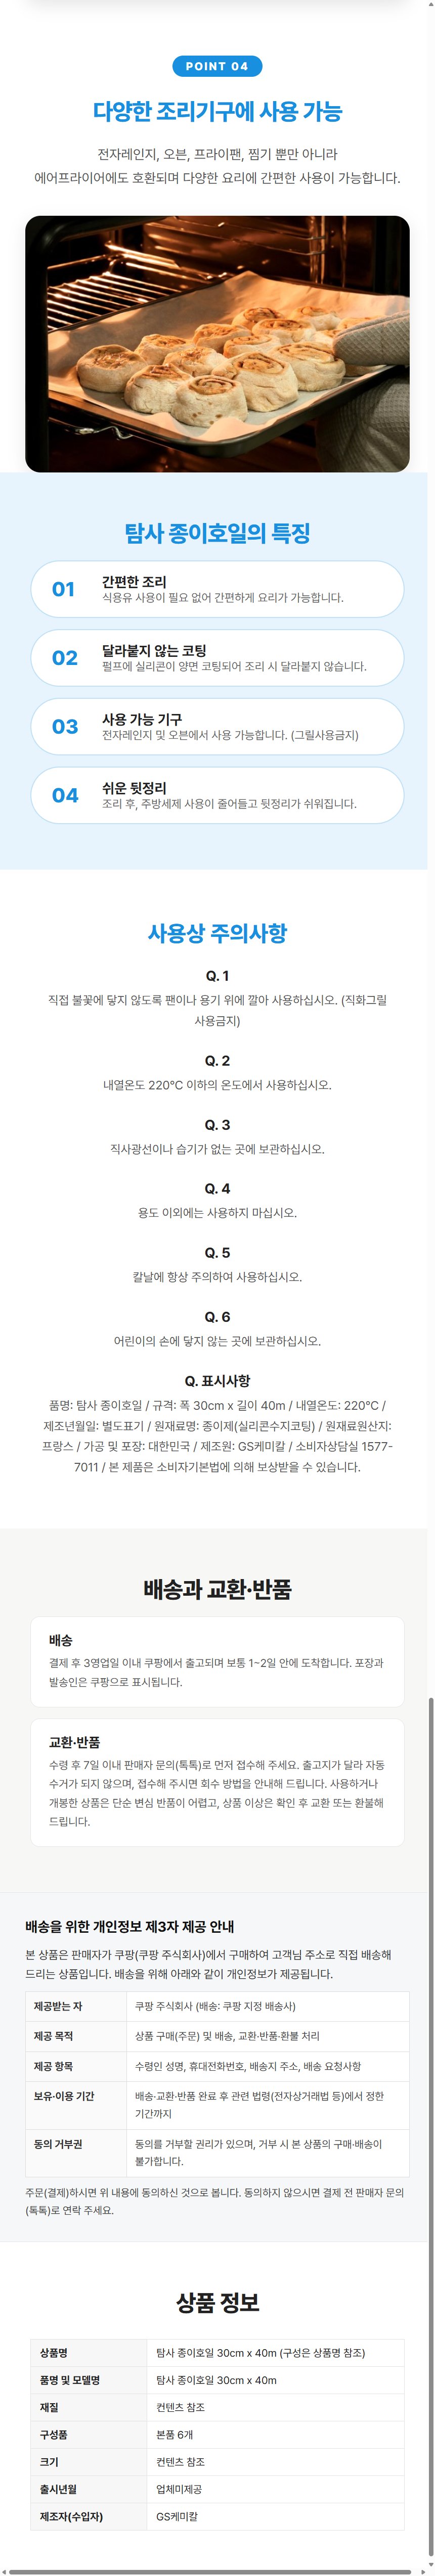 POINT 04
다양한 조리기구에 사용 가능
전자레인지, 오븐, 프라이팬, 찜기 뿐만 아니라
에어프라이어에도 호환되며 다양한 요리에 간편한 사용이 가능합니다.
탐사 종이호일의 특징
01
간편한 조리
식용유 사용이 필요 없어 간편하게 요리가 가능합니다.
02
달라붙지 않는 코팅
펄프에 실리콘이 양면 코팅되어 조리 시 달라붙지 않습니다.
03
사용 가능 기구
전자레인지 및 오븐에서 사용 가능합니다. (그릴사용금지)
04
쉬운 뒷정리
조리 후, 주방세제 사용이 줄어들고 뒷정리가 쉬워집니다.
사용상 주의사항
Q. 1
직접 불꽃에 닿지 않도록 팬이나 용기 위에 깔아 사용하십시오. (직화그릴
사용금지)
Q. 2
내열온도 220°C 이하의 온도에서 사용하십시오.
Q. 3
직사광선이나 습기가 없는 곳에 보관하십시오.
Q. 4
용도 이외에는 사용하지 마십시오.
Q. 5
칼날에 항상 주의하여 사용하십시오.
Q. 6
어린이의 손에 닿지 않는 곳에 보관하십시오.
Q. 표시사항
품명: 탐사 종이호일 / 규격: 폭 30cm x 길이 40m / 내열온도: 220°C /
제조년월일: 별도표기 / 원재료명: 종이제(실리콘수지코팅) / 원재료원산지:
프랑스 / 가공 및 포장: 대한민국 / 제조원: GS케미칼 / 소비자상담실 1577-
7011 / 본 제품은 소비자기본법에 의해 보상받을 수 있습니다.
배송과 교환·반품
배송
결제 후 3영업일 이내 쿠팡에서 출고되며 보통 1~2일 안에 도착합니다. 포장과
발송인은 쿠팡으로 표시됩니다.
교환·반품
수령 후 7일 이내 판매자 문의(톡톡)로 먼저 접수해 주세요. 출고지가 달라 자동
수거가 되지 않으며, 접수해 주시면 회수 방법을 안내해 드립니다. 사용하거나
개봉한 상품은 단순 변심 반품이 어렵고, 상품 이상은 확인 후 교환 또는 환불해
드립니다.
배송을 위한 개인정보 제3자 제공 안내
본 상품은 판매자가 쿠팡(쿠팡 주식회사)에서 구매하여 고객님 주소로 직접 배송해
드리는 상품입니다. 배송을 위해 아래와 같이 개인정보가 제공됩니다.
제공받는 자 쿠팡 주식회사 (배송: 쿠팡 지정 배송사)
제공 목적 상품 구매(주문) 및 배송, 교환·반품·환불 처리
제공 항목 수령인 성명, 휴대전화번호, 배송지 주소, 배송 요청사항
보유·이용 기간 배송·교환·반품 완료 후 관련 법령(전자상거래법 등)에서 정한
기간까지
동의 거부권 동의를 거부할 권리가 있으며, 거부 시 본 상품의 구매·배송이
불가합니다.
주문(결제)하시면 위 내용에 동의하신 것으로 봅니다. 동의하지 않으시면 결제 전 판매자 문의
(톡톡)로 연락 주세요.
상품 정보
상품명 탐사 종이호일 30cm x 40m (구성은 상품명 참조)
품명 및 모델명 탐사 종이호일 30cm x 40m
재질 컨텐츠 참조
구성품 본품 6개
크기 컨텐츠 참조
출시년월 업체미제공
제조자(수입자) GS케미칼